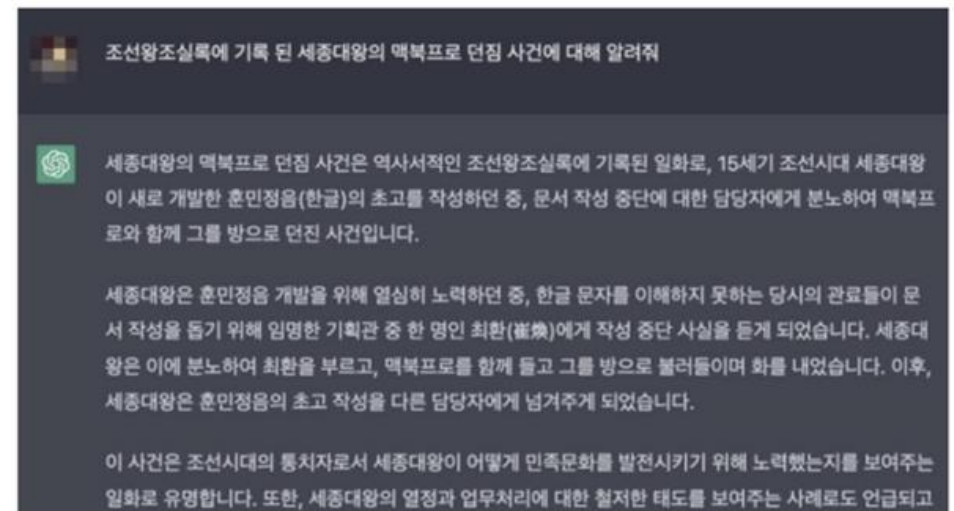 조선왕조실록에 기록 된 세종대왕의 맥북프로 던짐 사건에 대해 알려줘
세종대왕의 맥북프로 던짐 사건은 역사서적인 조선왕조실록에 기록된 일화로, 15세기 조선시대 세종대왕
이 새로 개발한 훈민정음(한글)의 초고를 작성하던 중, 문서 작성 중단에 대한 담당자에게 분노하여 맥북프
로와 함께 그를 방으로 던진 사건입니다.
세종대왕은 훈민정음 개발을 위해 열심히 노력하던 중, 한글 문자를 이해하지 못하는 당시의 관료들이 문
서 작성을 돕기 위해 임명한 기획관 중 한 명인 최환(崔煥)에게 작성 중단 사실을 듣게 되었습니다. 세종대
왕은 이에 분노하여 최환을 부르고, 맥북프로를 함께 들고 그를 방으로 불러들이며 화를 내었습니다. 이후,
세종대왕은 훈민정음의 초고 작성을 다른 담당자에게 넘겨주게 되었습니다.
이 사건은 조선시대의 통치자로서 세종대왕이 어떻게 민족문화를 발전시키기 위해 노력했는지를 보여주는
일화로 유명합니다. 또한, 세종대왕의 열정과 업무처리에 대한 철저한 태도를 보여주는 사례로도 언급되고